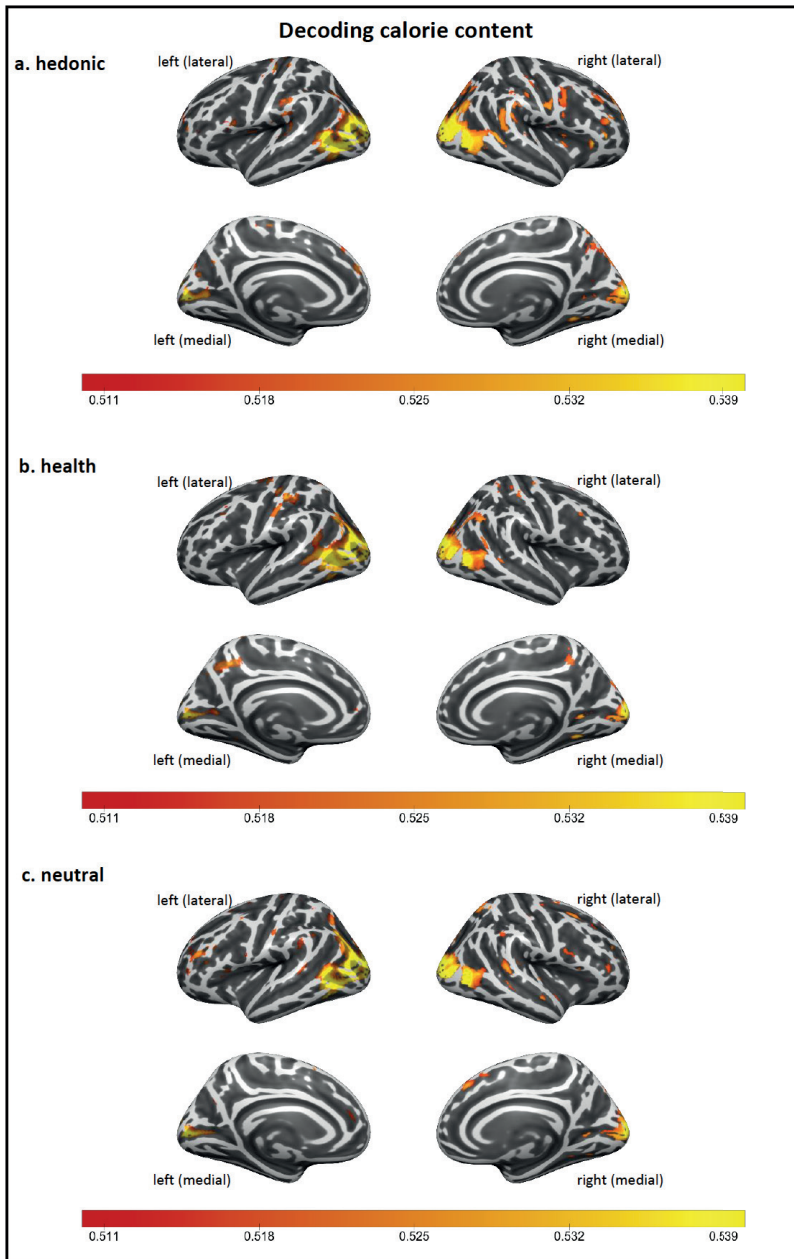 Decoding calorie content
a. hedonic
left (lateral)
right (lateral)
left (medial)
right (medial)
0.511 0.518 0.525 0.532 0.539
b. health
left (lateral)
right (lateral)
left (medial)
right (medial)
0.511 0.518 0.525 0.532 0.539
c. neutral
left (lateral)
right (lateral)
left (medial)
right (medial)
0.511 0.518 0.525 0.532 0.539